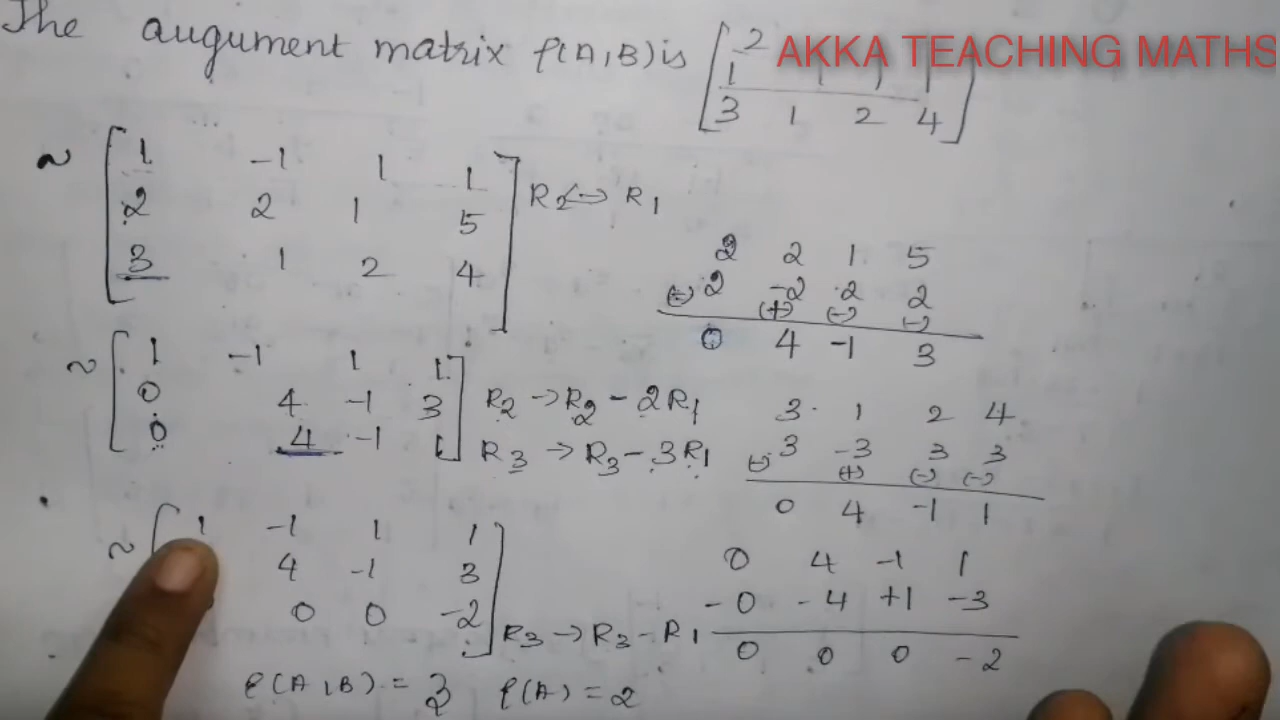 The augument matrix ρ(A,B) is [ 2
AKKA TEACHING MATHS
1
3 1 2 4 ]
~ [ 1 -1 1 1
2 2 1 5
3 1 2 4 ] R₂ ↔ R₁
2 2 1 5
(-) 2 -2 2 2
(+) (-) (-)
0 4 -1 3
~ [ 1 -1 1 1
0 4 -1 3
0 4 -1 1 ]
R₂ → R₂ - 2R₁
R₃ → R₃ - 3R₁
3 1 2 4
(-) 3 -3 3 3
(+) (-) (-)
0 4 -1 1
~ [ 1 -1 1 1
4 -1 3
0 0 -2 ] R₃ → R₃ - R₁
0 4 -1 1
-0 -4 +1 -3
0 0 0 -2
ρ(A,B) = 3 ρ(A) = 2